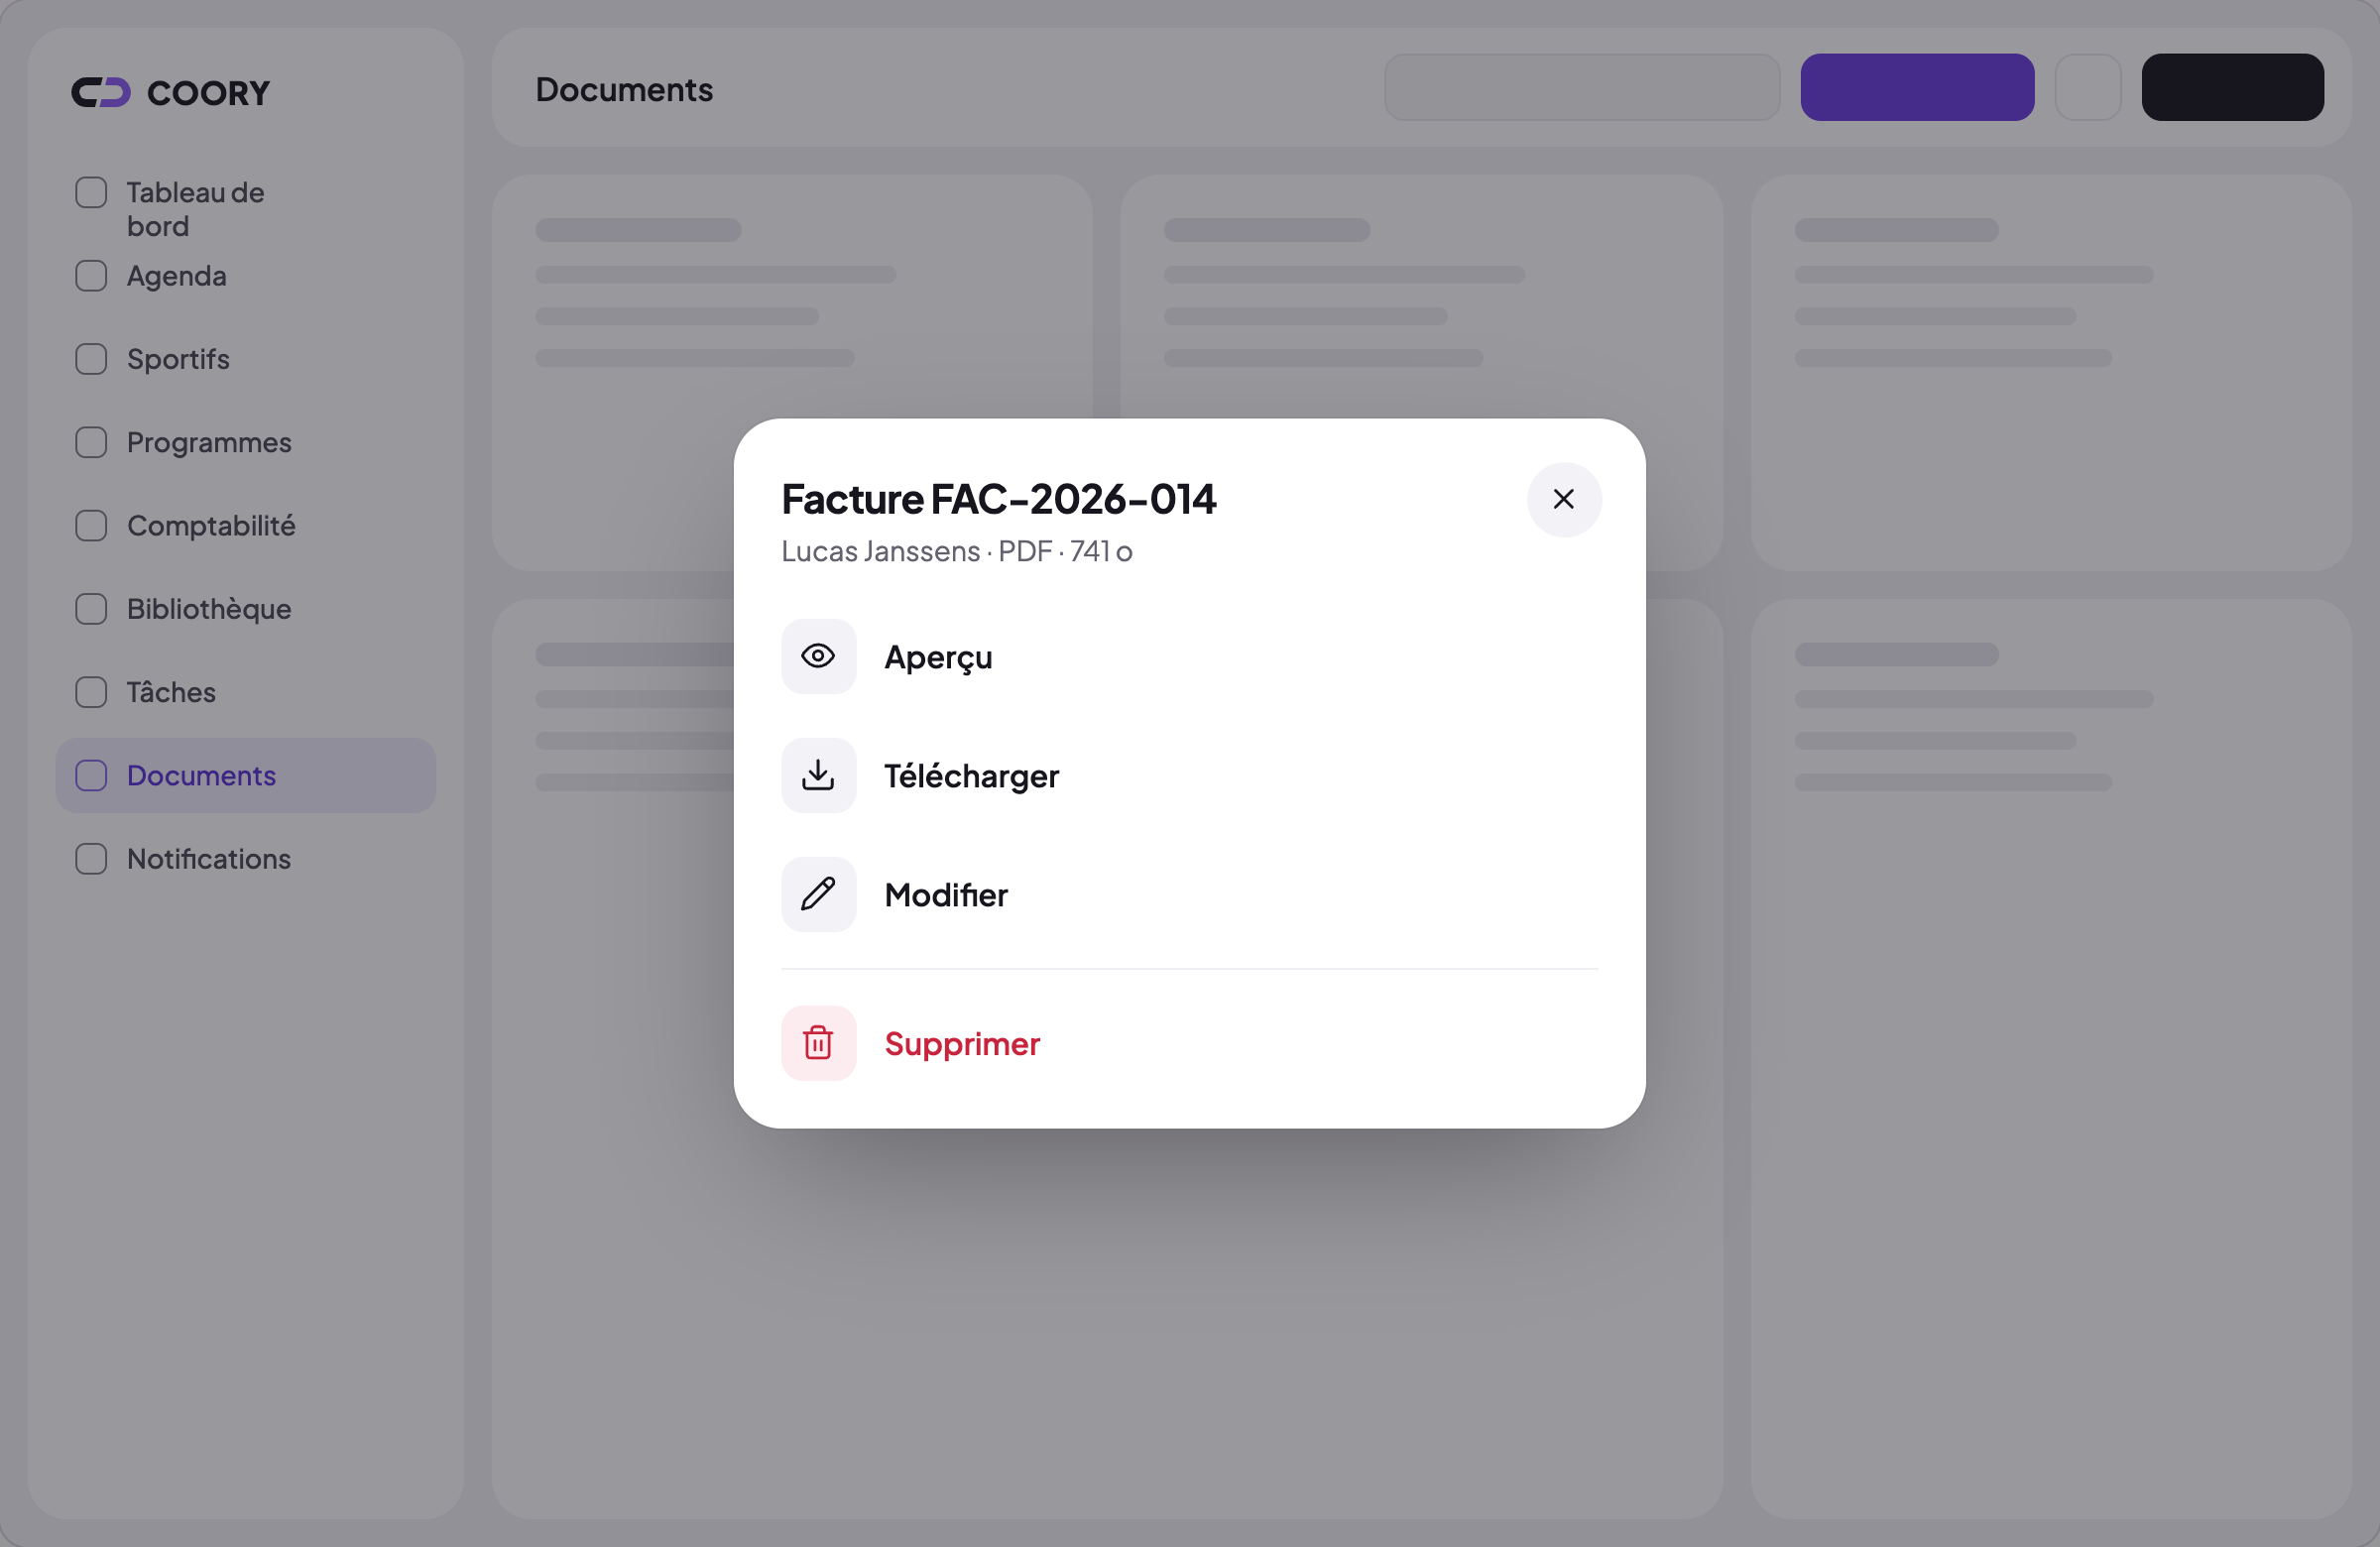 COORY
Tableau de
bord
Agenda
Sportifs
Programmes
Comptabilité
Bibliothèque
Tâches
Documents
Notifications
Documents
Facture FAC-2026-014
Lucas Janssens · PDF · 741 o
Aperçu
Télécharger
Modifier
Supprimer